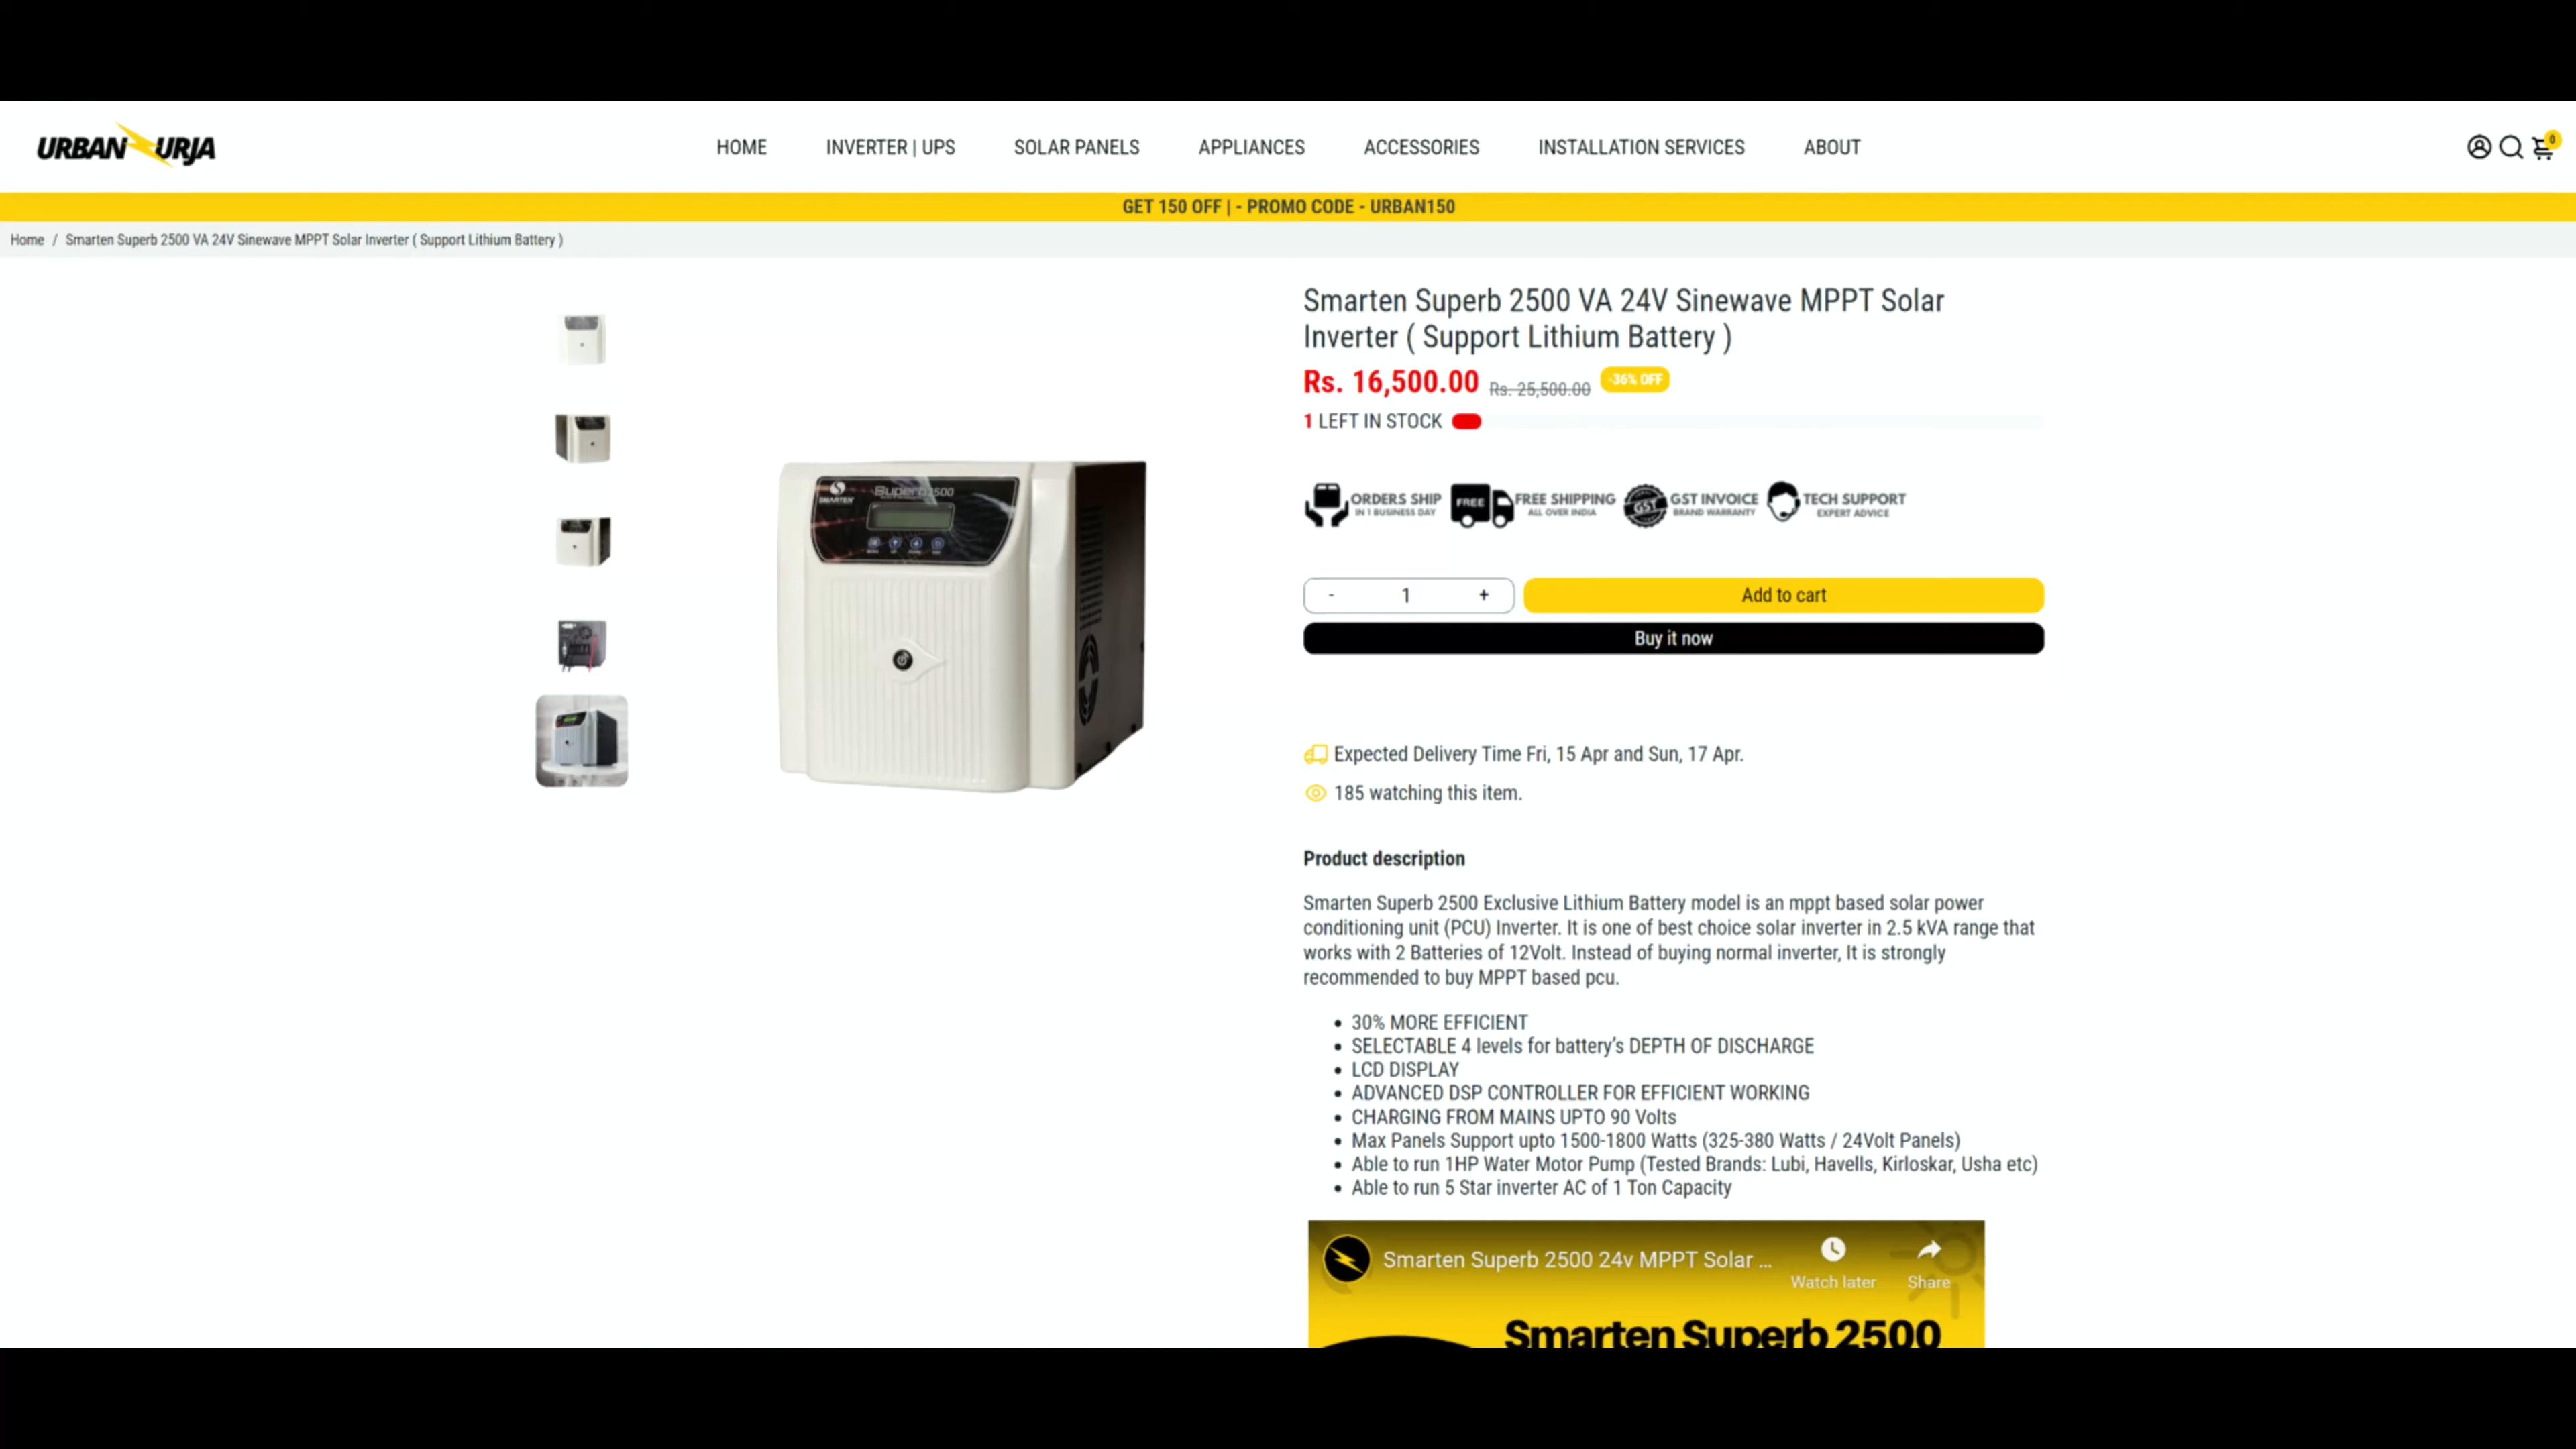 URBAN URJA
HOME INVERTER | UPS SOLAR PANELS APPLIANCES ACCESSORIES INSTALLATION SERVICES ABOUT
0
GET 150 OFF | - PROMO CODE - URBAN150
Home / Smarten Superb 2500 VA 24V Sinewave MPPT Solar Inverter ( Support Lithium Battery )
Smarten Superb 2500 VA 24V Sinewave MPPT Solar
Inverter ( Support Lithium Battery )
Rs. 16,500.00 Rs. 25,500.00 -36% OFF
1 LEFT IN STOCK
SMARTEN Superb 2500
ORDERS SHIP
IN 1 BUSINESS DAY
FREE
FREE SHIPPING
ALL OVER INDIA
GST
GST INVOICE
BRAND WARRANTY
TECH SUPPORT
EXPERT ADVICE
- 1 +
Add to cart
Buy it now
Expected Delivery Time Fri, 15 Apr and Sun, 17 Apr.
185 watching this item.
Product description
Smarten Superb 2500 Exclusive Lithium Battery model is an mppt based solar power
conditioning unit (PCU) Inverter. It is one of best choice solar inverter in 2.5 kVA range that
works with 2 Batteries of 12Volt. Instead of buying normal inverter, It is strongly
recommended to buy MPPT based pcu.
• 30% MORE EFFICIENT
• SELECTABLE 4 levels for battery’s DEPTH OF DISCHARGE
• LCD DISPLAY
• ADVANCED DSP CONTROLLER FOR EFFICIENT WORKING
• CHARGING FROM MAINS UPTO 90 Volts
• Max Panels Support upto 1500-1800 Watts (325-380 Watts / 24Volt Panels)
• Able to run 1HP Water Motor Pump (Tested Brands: Lubi, Havells, Kirloskar, Usha etc)
• Able to run 5 Star inverter AC of 1 Ton Capacity
Smarten Superb 2500 24v MPPT Solar ...
Watch later
Share
Smarten Superb 2500